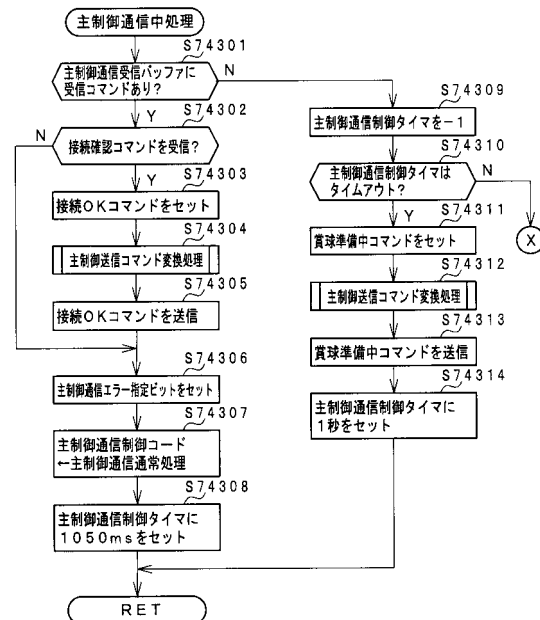 主制御通信中処理
S74301
主制御通信受信バッファに
受信コマンドあり？
N
Y
S74302
N
接続確認コマンドを受信？
Y
S74303
接続OKコマンドをセット
S74304
主制御送信コマンド変換処理
S74305
接続OKコマンドを送信
S74306
主制御通信エラー指定ビットをセット
S74307
主制御通信制御コード
←主制御通信通常処理
S74308
主制御通信制御タイマに
1050msをセット
RET
S74309
主制御通信制御タイマを－1
S74310
主制御通信制御タイマは
タイムアウト？
N
X
Y
S74311
賞球準備中コマンドをセット
S74312
主制御送信コマンド変換処理
S74313
賞球準備中コマンドを送信
S74314
主制御通信制御タイマに
1秒をセット